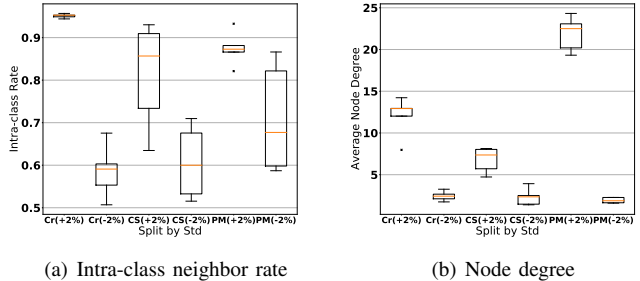 0.9
0.8
0.7
0.6
0.5
Intra-class Rate
Cr(+2%) Cr(-2%) CS(+2%) CS(-2%) PM(+2%) PM(-2%)
Split by Std
(a) Intra-class neighbor rate
25
20
15
10
5
Average Node Degree
Cr(+2%) Cr(-2%) CS(+2%) CS(-2%) PM(+2%) PM(-2%)
Split by Std
(b) Node degree